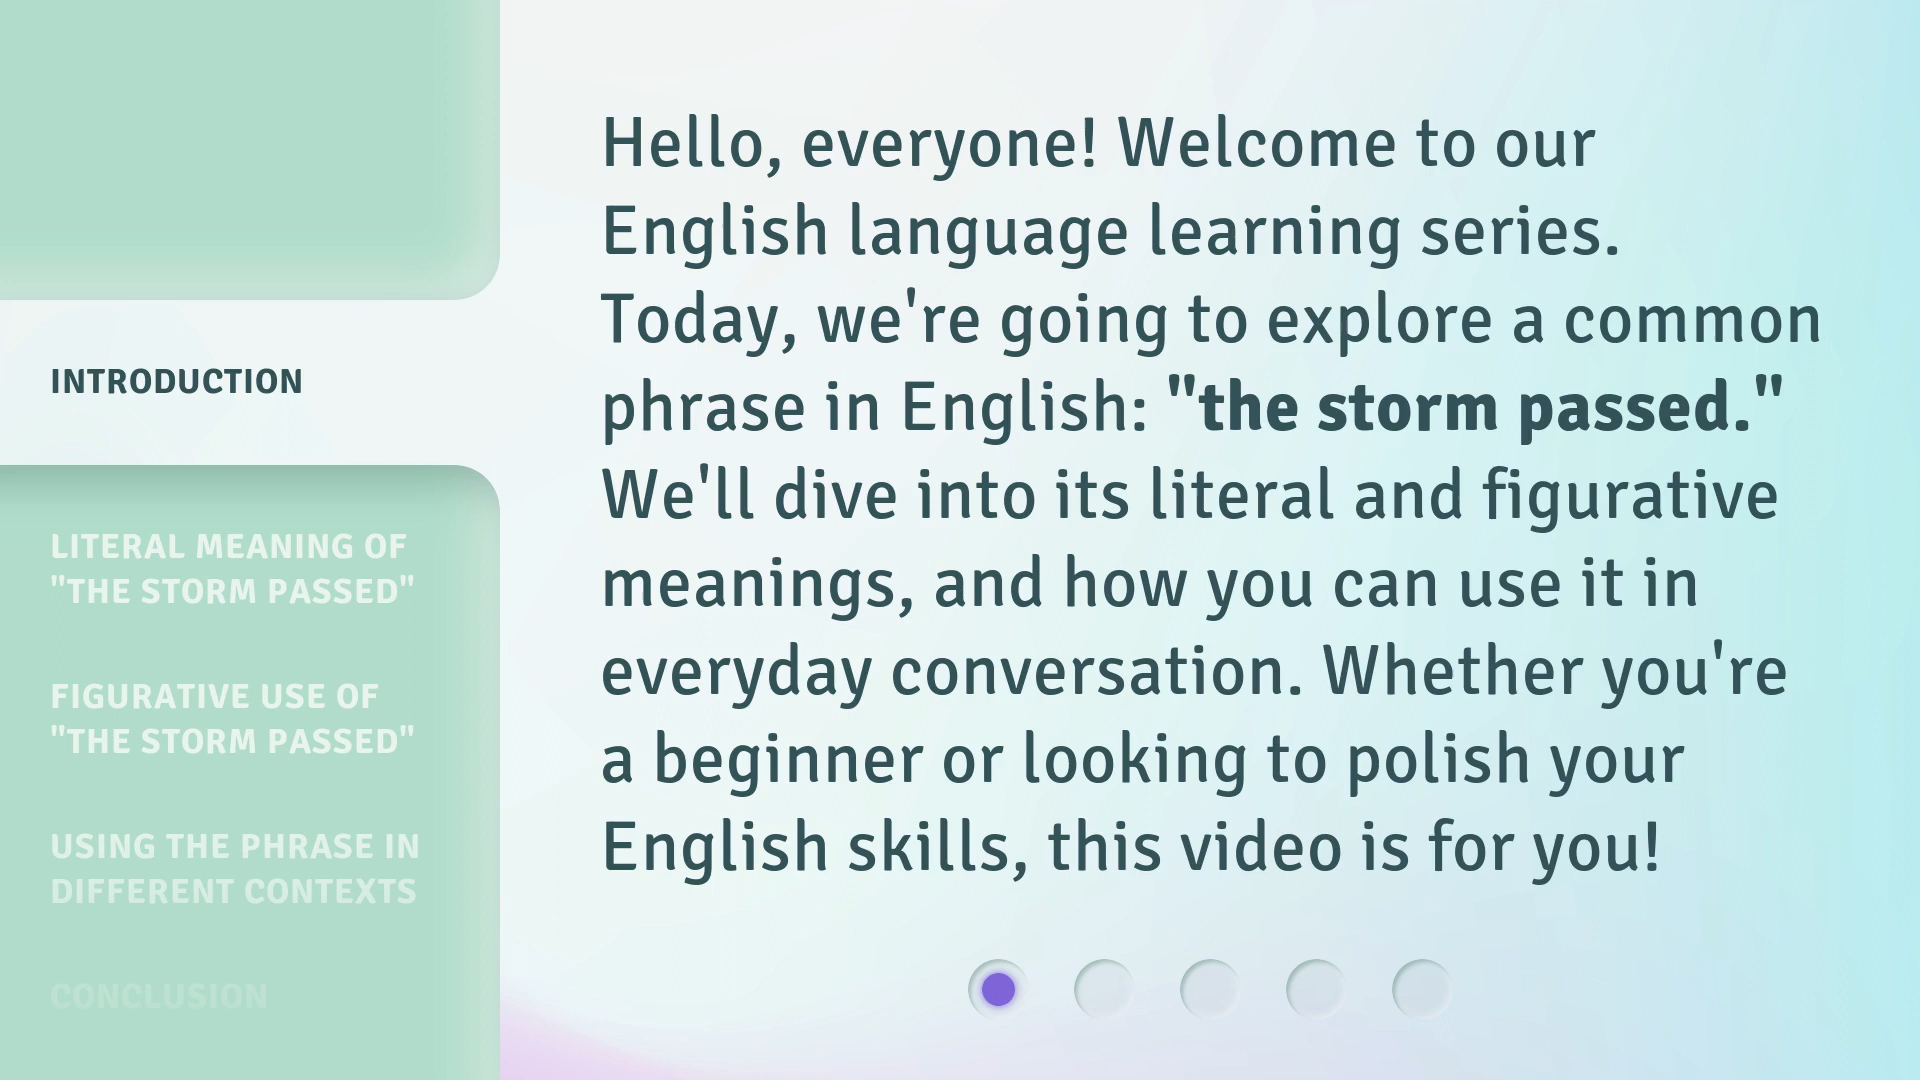 INTRODUCTION
LITERAL MEANING OF
"THE STORM PASSED"
FIGURATIVE USE OF
"THE STORM PASSED"
USING THE PHRASE IN
DIFFERENT CONTEXTS
CONCLUSION
Hello, everyone! Welcome to our
English language learning series.
Today, we're going to explore a common
phrase in English: "the storm passed."
We'll dive into its literal and figurative
meanings, and how you can use it in
everyday conversation. Whether you're
a beginner or looking to polish your
English skills, this video is for you!